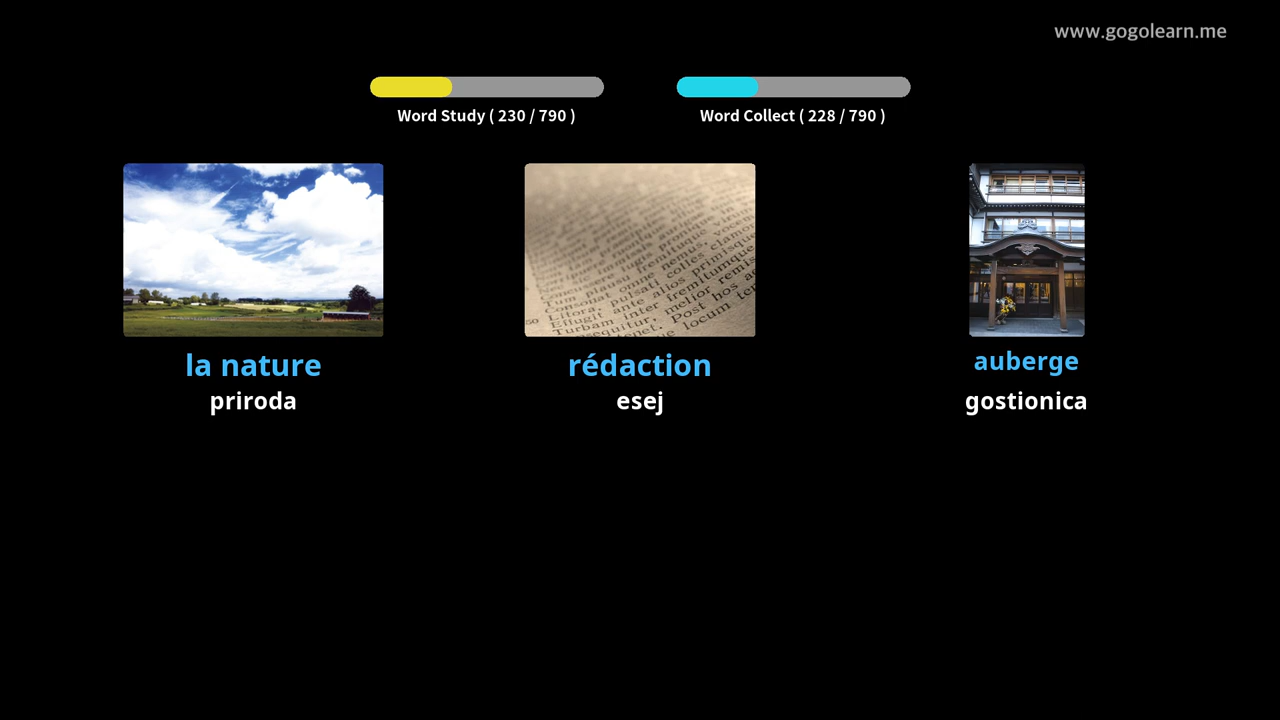 www.gogolearn.me
Word Study ( 230 / 790 )
Word Collect ( 228 / 790 )
la nature
priroda
rédaction
esej
auberge
gostionica